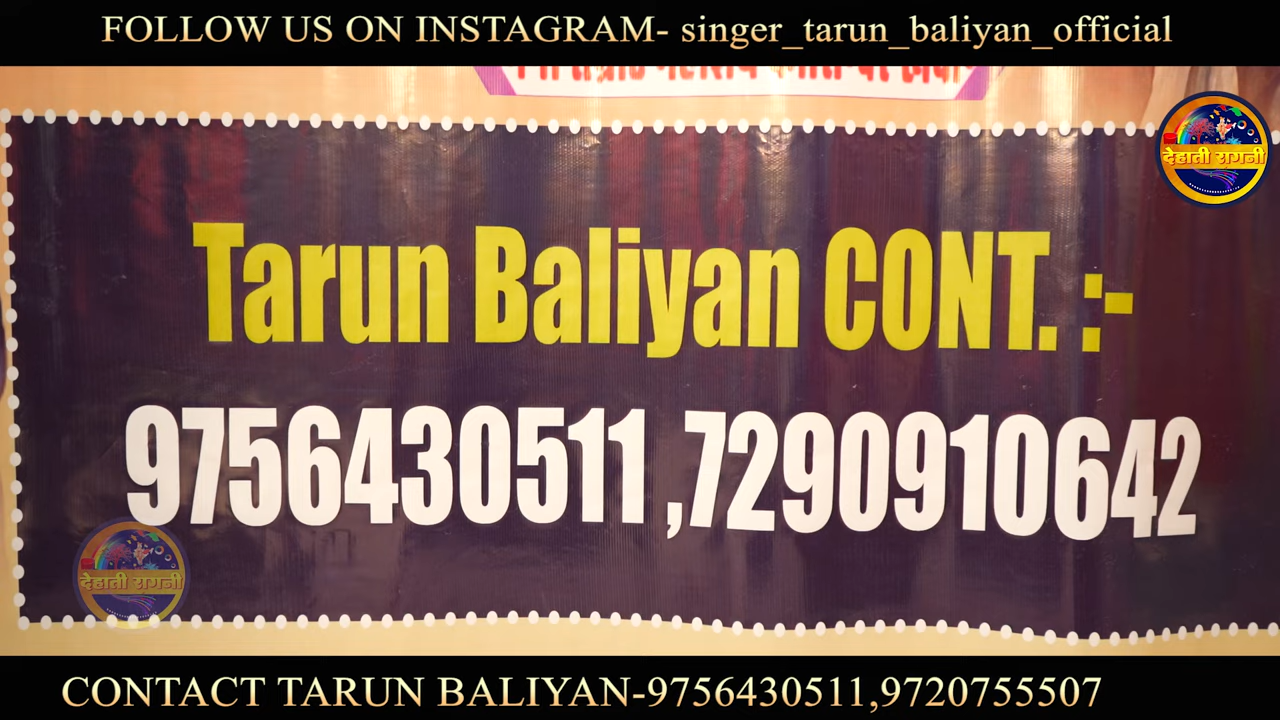 FOLLOW US ON INSTAGRAM- singer_tarun_baliyan_official
देहाती रागनी
Tarun Baliyan CONT. :-
9756430511 ,7290910642
देहाती रागनी
CONTACT TARUN BALIYAN-9756430511,9720755507